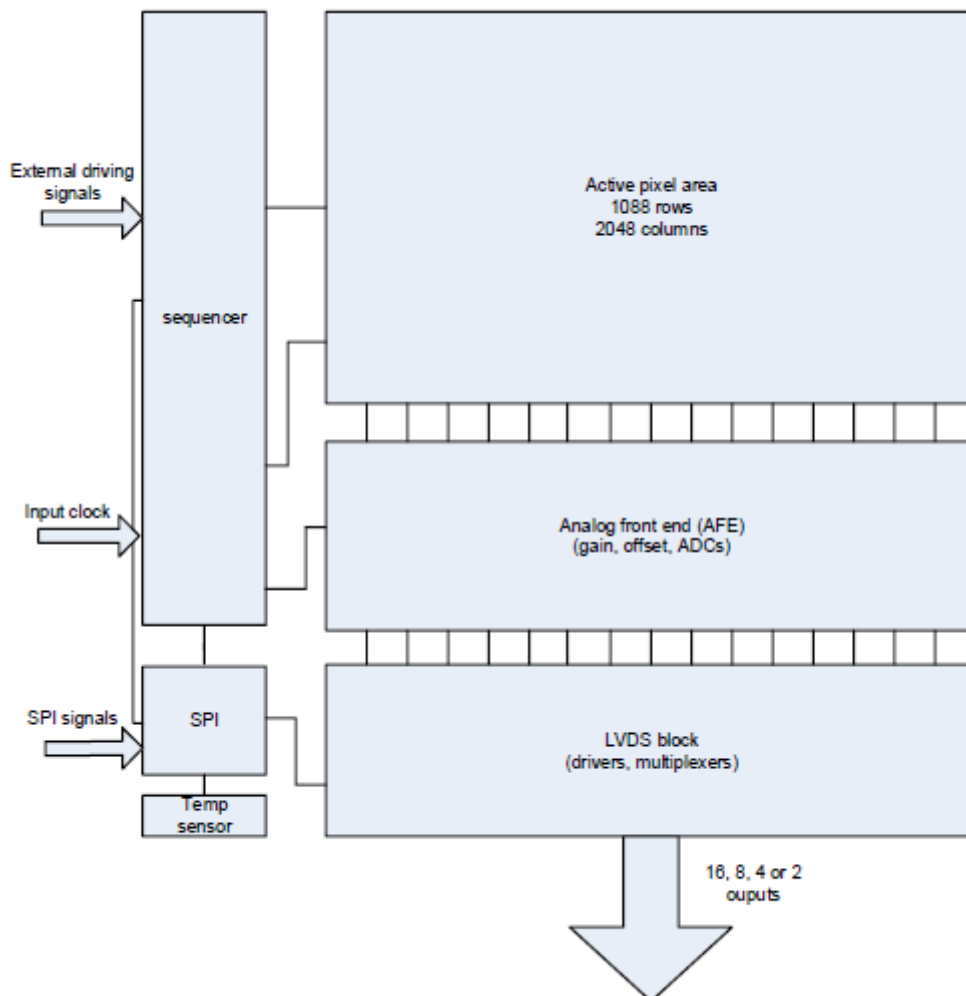 External driving
signals
sequencer
Active pixel area
1088 rows
2048 columns
Input clock
Analog front end (AFE)
(gain, offset, ADCs)
SPI signals
SPI
LVDS block
(drivers, multiplexers)
Temp
sensor
16, 8, 4 or 2
ouputs